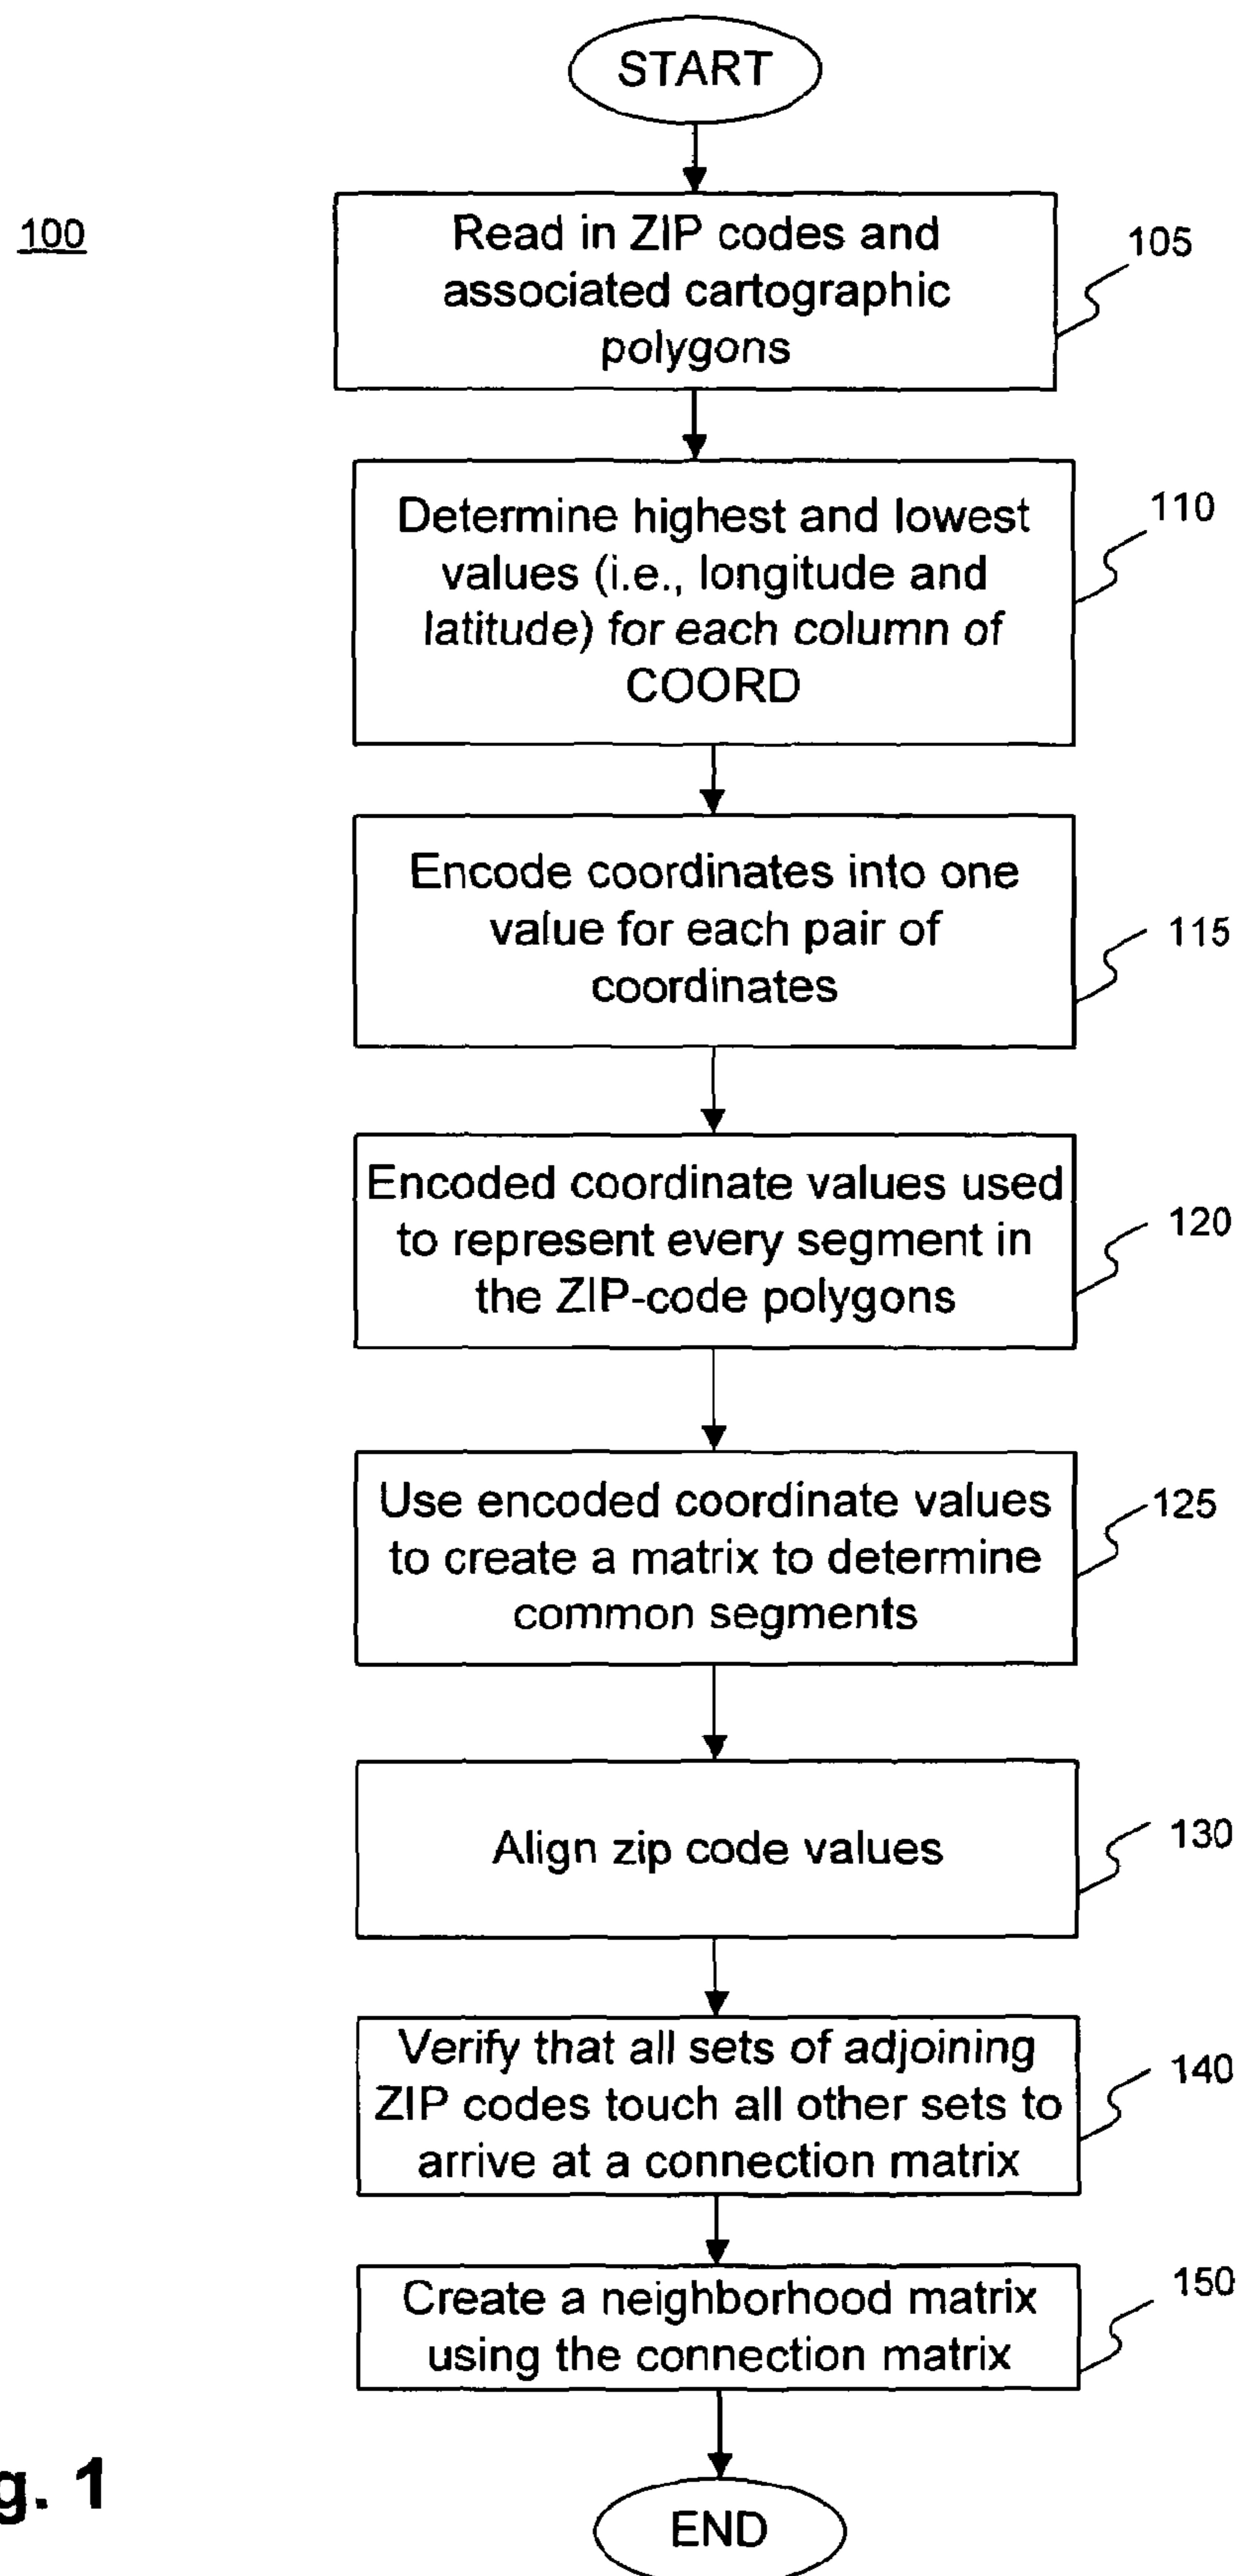 START
100
Read in ZIP codes and
associated cartographic
polygons
105
Determine highest and lowest
values (i.e., longitude and
latitude) for each column of
COORD
110
Encode coordinates into one
value for each pair of
coordinates
115
Encoded coordinate values used
to represent every segment in
the ZIP-code polygons
120
Use encoded coordinate values
to create a matrix to determine
common segments
125
Align zip code values
130
Verify that all sets of adjoining
ZIP codes touch all other sets to
arrive at a connection matrix
140
Create a neighborhood matrix
using the connection matrix
150
g. 1
END